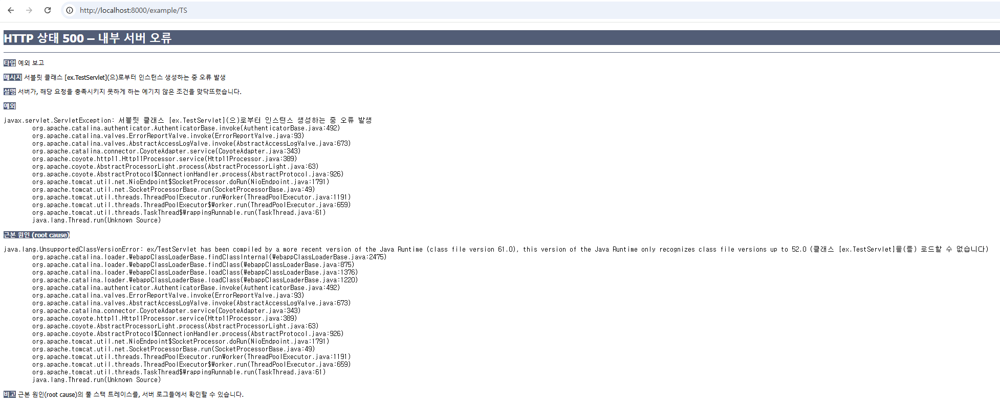 http://localhost:8000/example/TS
HTTP 상태 500 – 내부 서버 오류
타입 예외 보고
메시지 서블릿 클래스 [ex.TestServlet](으)로부터 인스턴스 생성하는 중 오류 발생
설명 서버가, 해당 요청을 충족시키지 못하게 하는 예기치 않은 조건을 맞닥뜨렸습니다.
예외
javax.servlet.ServletException: 서블릿 클래스 [ex.TestServlet](으)로부터 인스턴스 생성하는 중 오류 발생
org.apache.catalina.authenticator.AuthenticatorBase.invoke(AuthenticatorBase.java:492)
org.apache.catalina.valves.ErrorReportValve.invoke(ErrorReportValve.java:93)
org.apache.catalina.valves.AbstractAccessLogValve.invoke(AbstractAccessLogValve.java:673)
org.apache.catalina.connector.CoyoteAdapter.service(CoyoteAdapter.java:343)
org.apache.coyote.http11.Http11Processor.service(Http11Processor.java:389)
org.apache.coyote.AbstractProcessorLight.process(AbstractProcessorLight.java:63)
org.apache.coyote.AbstractProtocol$ConnectionHandler.process(AbstractProtocol.java:926)
org.apache.tomcat.util.net.NioEndpoint$SocketProcessor.doRun(NioEndpoint.java:1791)
org.apache.tomcat.util.net.SocketProcessorBase.run(SocketProcessorBase.java:49)
org.apache.tomcat.util.threads.ThreadPoolExecutor.runWorker(ThreadPoolExecutor.java:1191)
org.apache.tomcat.util.threads.ThreadPoolExecutor$Worker.run(ThreadPoolExecutor.java:659)
org.apache.tomcat.util.threads.TaskThread$WrappingRunnable.run(TaskThread.java:61)
java.lang.Thread.run(Unknown Source)
근본 원인 (root cause)
java.lang.UnsupportedClassVersionError: ex/TestServlet has been compiled by a more recent version of the Java Runtime (class file version 61.0), this version of the Java Runtime only recognizes class file versions up to 52.0 (클래스 [ex.TestServlet]을(를) 로드할 수 없습니다)
org.apache.catalina.loader.WebappClassLoaderBase.findClassInternal(WebappClassLoaderBase.java:2475)
org.apache.catalina.loader.WebappClassLoaderBase.findClass(WebappClassLoaderBase.java:875)
org.apache.catalina.loader.WebappClassLoaderBase.loadClass(WebappClassLoaderBase.java:1376)
org.apache.catalina.loader.WebappClassLoaderBase.loadClass(WebappClassLoaderBase.java:1220)
org.apache.catalina.authenticator.AuthenticatorBase.invoke(AuthenticatorBase.java:492)
org.apache.catalina.valves.ErrorReportValve.invoke(ErrorReportValve.java:93)
org.apache.catalina.valves.AbstractAccessLogValve.invoke(AbstractAccessLogValve.java:673)
org.apache.catalina.connector.CoyoteAdapter.service(CoyoteAdapter.java:343)
org.apache.coyote.http11.Http11Processor.service(Http11Processor.java:389)
org.apache.coyote.AbstractProcessorLight.process(AbstractProcessorLight.java:63)
org.apache.coyote.AbstractProtocol$ConnectionHandler.process(AbstractProtocol.java:926)
org.apache.tomcat.util.net.NioEndpoint$SocketProcessor.doRun(NioEndpoint.java:1791)
org.apache.tomcat.util.net.SocketProcessorBase.run(SocketProcessorBase.java:49)
org.apache.tomcat.util.threads.ThreadPoolExecutor.runWorker(ThreadPoolExecutor.java:1191)
org.apache.tomcat.util.threads.ThreadPoolExecutor$Worker.run(ThreadPoolExecutor.java:659)
org.apache.tomcat.util.threads.TaskThread$WrappingRunnable.run(TaskThread.java:61)
java.lang.Thread.run(Unknown Source)
비고 근본 원인(root cause)의 풀 스택 트레이스를, 서버 로그들에서 확인할 수 있습니다.